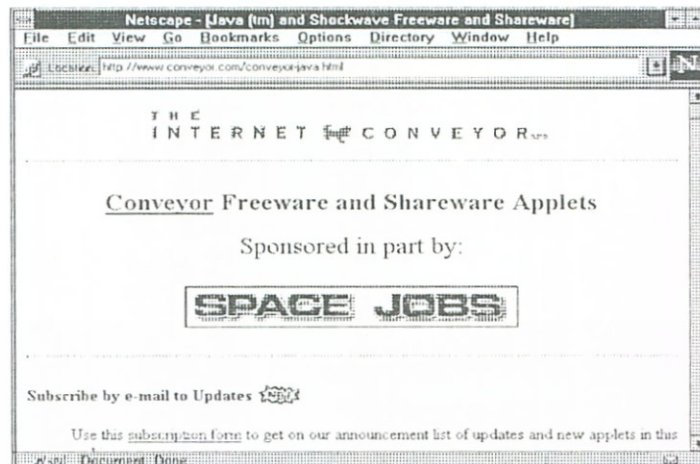 Netscape - [Java (tm) and Shockwave Freeware and Shareware]
File Edit View Go Bookmarks Options Directory Window Help
Location: http://www.conveyor.com/conveyor-java.html
N
THE
INTERNET CONVEYOR
Conveyor Freeware and Shareware Applets
Sponsored in part by:
SPACE JOBS
Subscribe by e-mail to Updates NEW
Use this subscription form to get on our announcement list of updates and new applets in this
Document: Done